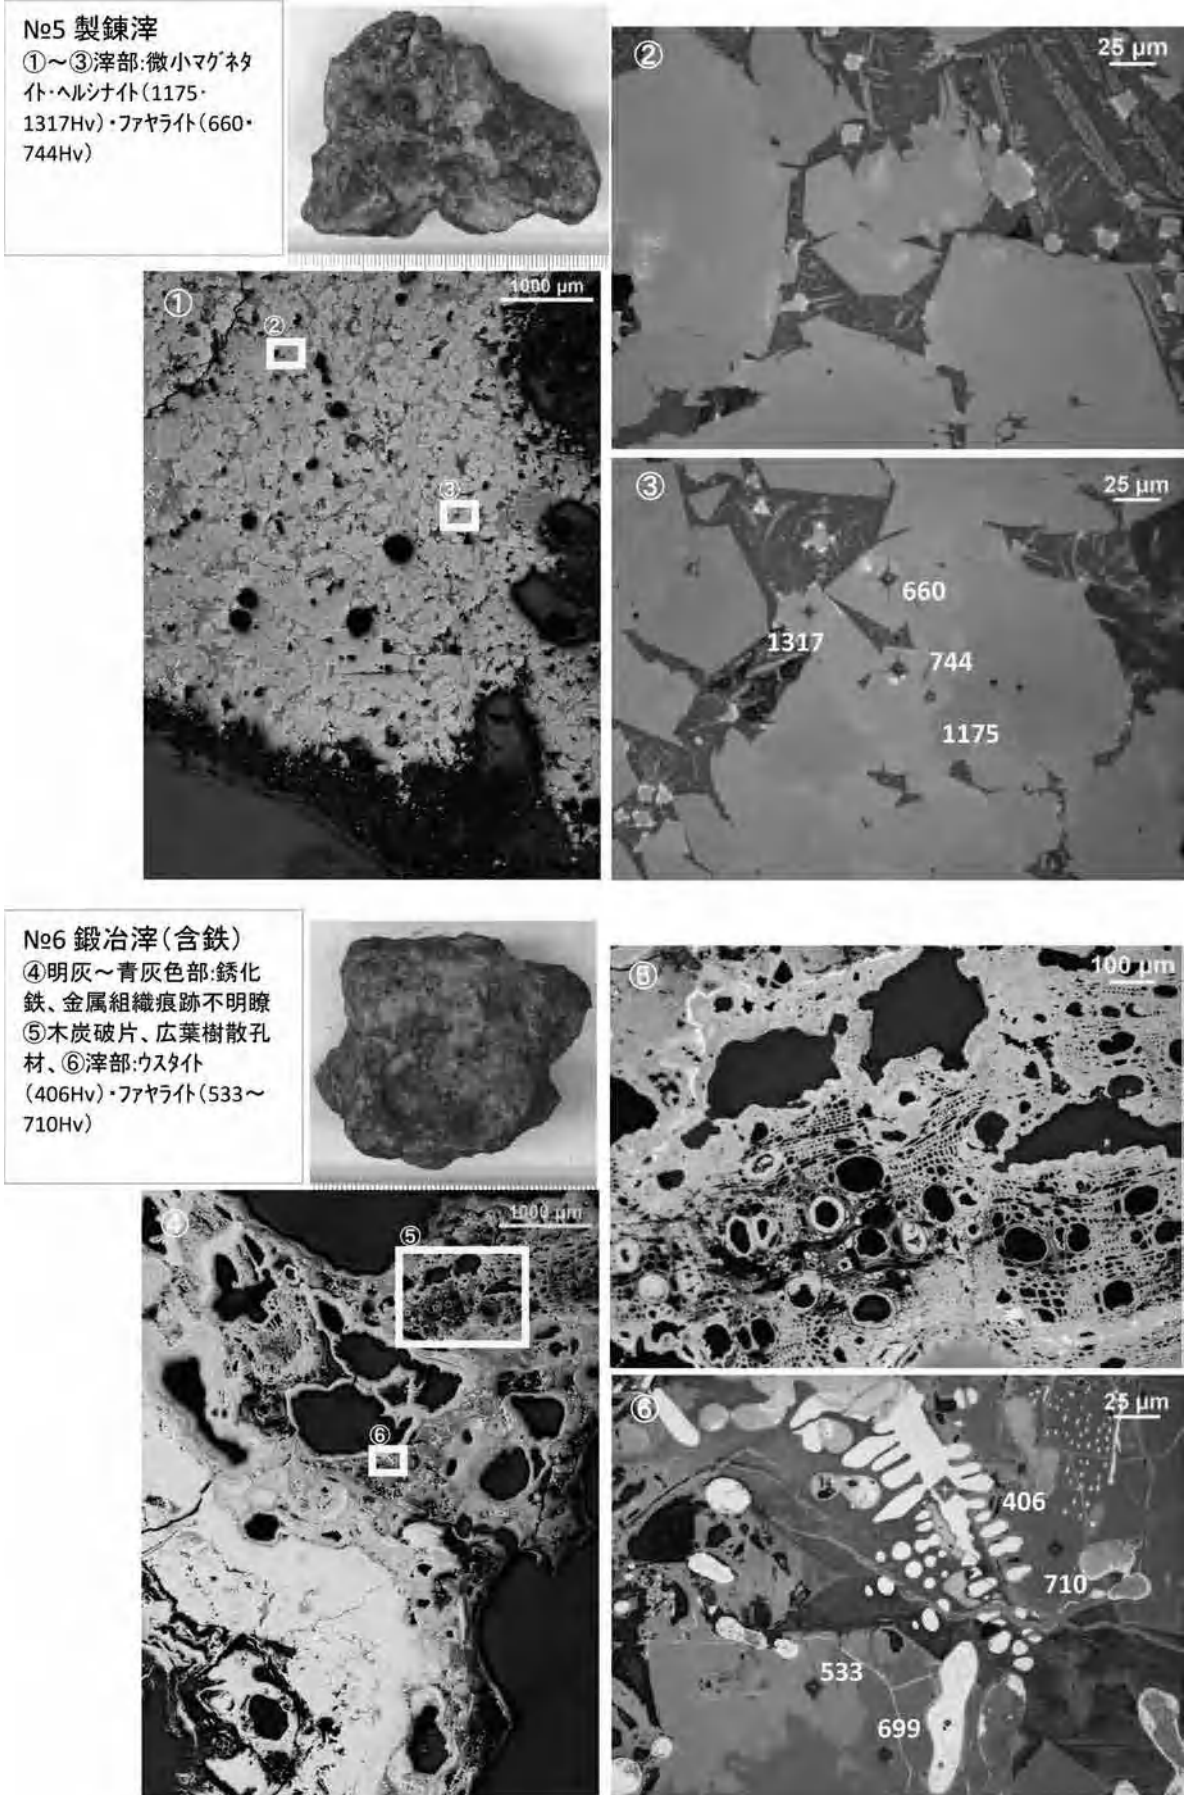 №5 製錬滓
①～③滓部:微小マグネタ
イト・ヘルシナイト(1175・
1317Hv)・ファヤライト(660・
744Hv)
②
25 μm
①
1000 μm
②
③
③
25 μm
660
1317
744
1175
№6 鍛冶滓(含鉄)
④明灰～青灰色部:銹化
鉄、金属組織痕跡不明瞭
⑤木炭破片、広葉樹散孔
材、⑥滓部:ウスタイト
(406Hv)・ファヤライト(533～
710Hv)
⑤
100 μm
④
1000 μm
⑤
⑥
⑥
25 μm
406
710
533
699